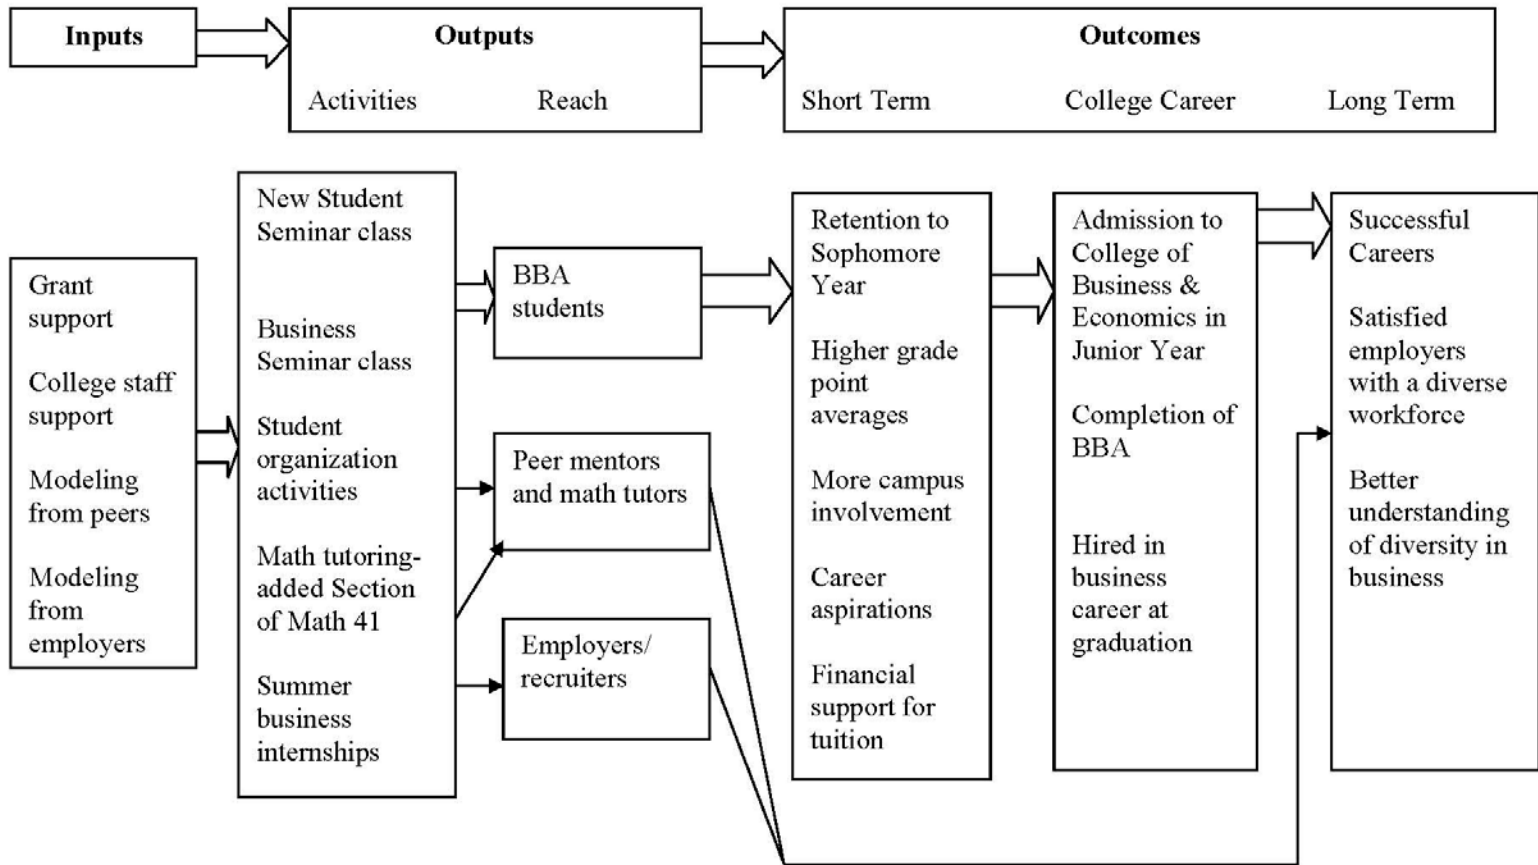 Inputs
Outputs
Activities Reach
Outcomes
Short Term College Career Long Term
Grant
support
College staff
support
Modeling
from peers
Modeling
from
employers
New Student
Seminar class
Business
Seminar class
Student
organization
activities
Math tutoring-
added Section
of Math 41
Summer
business
internships
BBA
students
Peer mentors
and math tutors
Employers/
recruiters
Retention to
Sophomore
Year
Higher grade
point
averages
More campus
involvement
Career
aspirations
Financial
support for
tuition
Admission to
College of
Business &
Economics in
Junior Year
Completion of
BBA
Hired in
business
career at
graduation
Successful
Careers
Satisfied
employers
with a diverse
workforce
Better
understanding
of diversity in
business